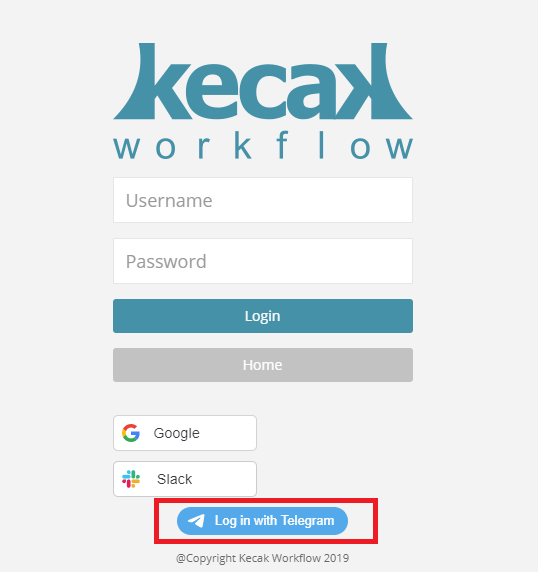 kecak
workflow
Username
Password
Login
Home
Google
Slack
Log in with Telegram
@Copyright Kecak Workflow 2019